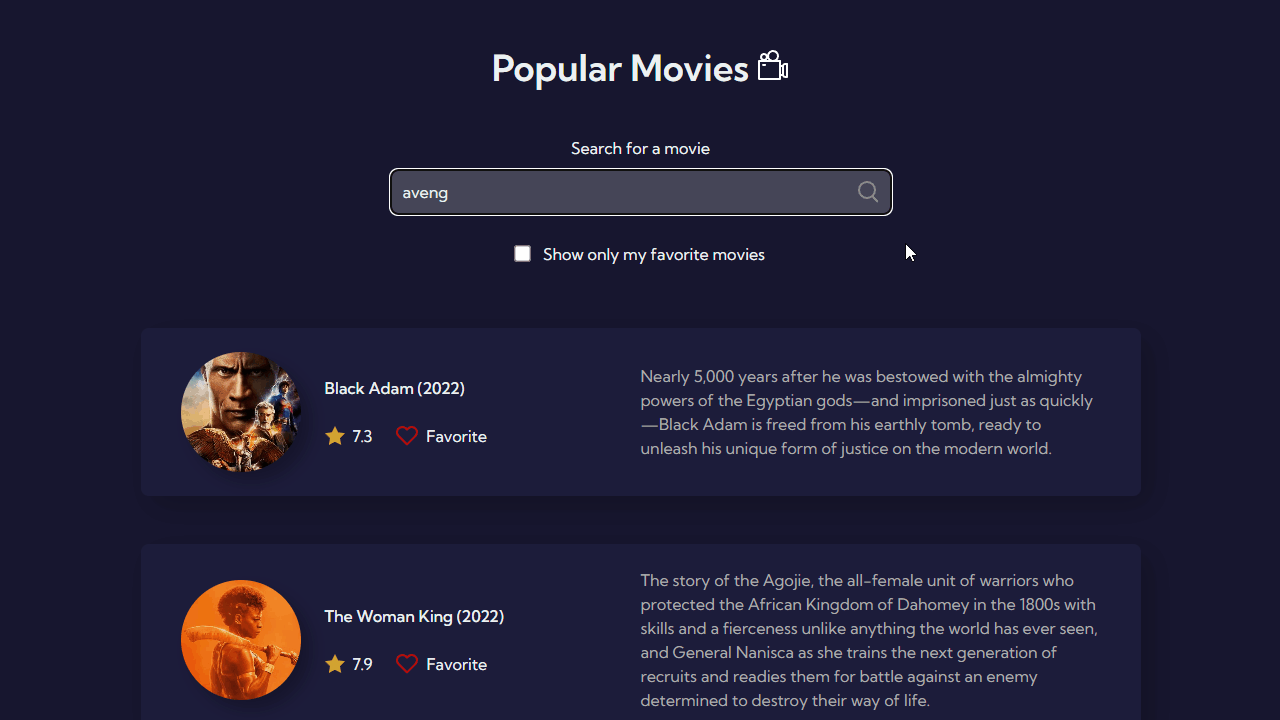 Popular Movies
Search for a movie
aveng
Show only my favorite movies
Black Adam (2022)
7.3 Favorite
Nearly 5,000 years after he was bestowed with the almighty
powers of the Egyptian gods—and imprisoned just as quickly
—Black Adam is freed from his earthly tomb, ready to
unleash his unique form of justice on the modern world.
The Woman King (2022)
7.9 Favorite
The story of the Agojie, the all-female unit of warriors who
protected the African Kingdom of Dahomey in the 1800s with
skills and a fierceness unlike anything the world has ever seen,
and General Nanisca as she trains the next generation of
recruits and readies them for battle against an enemy
determined to destroy their way of life.